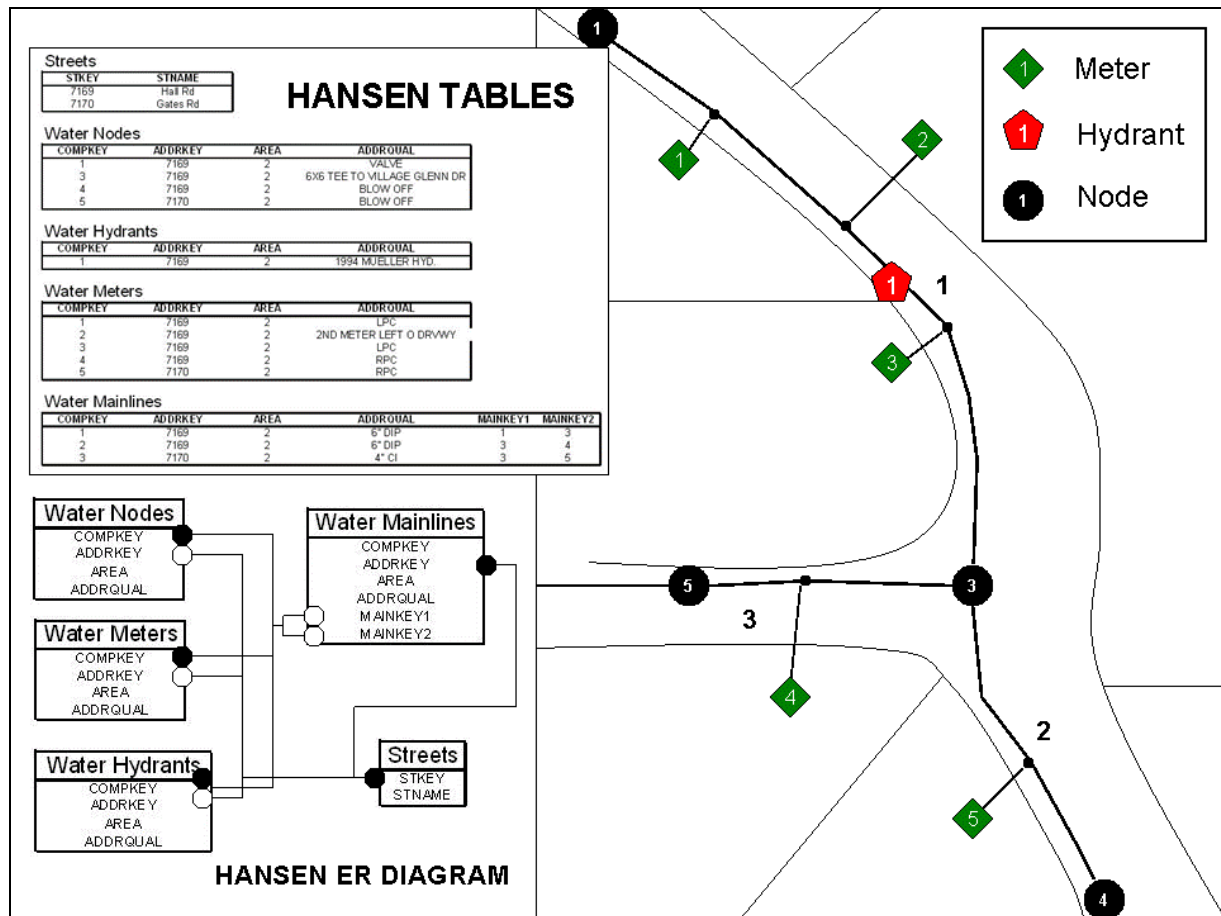 Streets
HANSEN TABLES
STKEY STNAME
7169 Hall Rd
7170 Gates Rd
Water Nodes
COMPKEY ADDRKEY AREA ADDRQUAL
1 7169 2 VALVE
3 7169 2 6X6 TEE TO VILLAGE GLENN DR
4 7169 2 BLOW OFF
5 7170 2 BLOW OFF
Water Hydrants
COMPKEY ADDRKEY AREA ADDRQUAL
1 7169 2 1994 MUELLER HYD.
Water Meters
COMPKEY ADDRKEY AREA ADDRQUAL
1 7169 2 LPC
2 7169 2 2ND METER LEFT O DRVWY
3 7169 2 LPC
4 7169 2 RPC
5 7170 2 RPC
Water Mainlines
COMPKEY ADDRKEY AREA ADDRQUAL MAINKEY1 MAINKEY2
1 7169 2 6" DIP 1 3
2 7169 2 6" DIP 3 4
3 7170 2 4" CI 3 5
Water Nodes
COMPKEY
ADDRKEY
AREA
ADDRQUAL
Water Mainlines
COMPKEY
ADDRKEY
AREA
ADDRQUAL
MAINKEY1
MAINKEY2
Water Meters
COMPKEY
ADDRKEY
AREA
ADDRQUAL
Water Hydrants
COMPKEY
ADDRKEY
AREA
ADDRQUAL
Streets
STKEY
STNAME
HANSEN ER DIAGRAM
1
1
2
1
1
3
5
3
3
4
2
5
4
1 Meter
1 Hydrant
1 Node